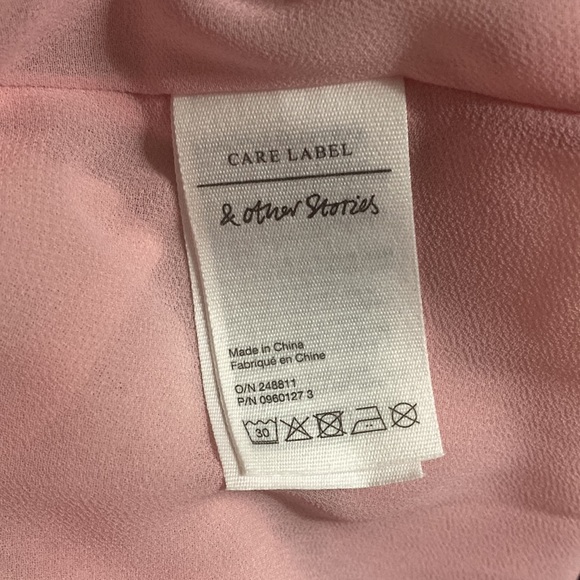 CARE LABEL
& other Stories
Made in China
Fabriqué en Chine
O/N 248811
P/N 0960127 3
30